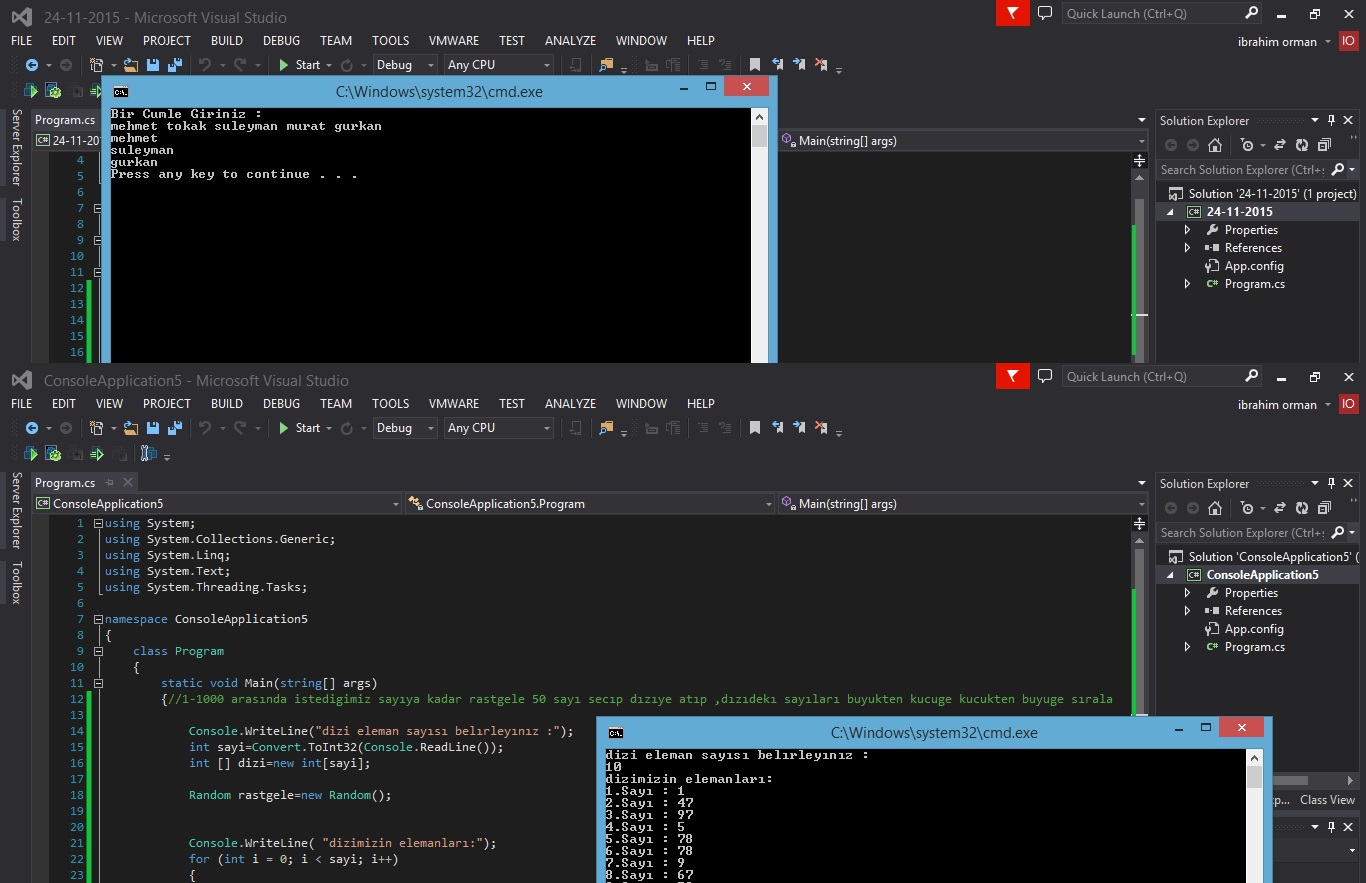 24-11-2015 - Microsoft Visual Studio
Quick Launch (Ctrl+Q)
FILE EDIT VIEW PROJECT BUILD DEBUG TEAM TOOLS VMWARE TEST ANALYZE WINDOW HELP
ibrahim orman IO
Start Debug Any CPU
C:\Windows\system32\cmd.exe
Bir Cumle Giriniz :
mehmet tokak suleyman murat gurkan
mehmet
suleyman
gurkan
Press any key to continue . . .
Server Explorer
Toolbox
Program.cs
24-11-20
Main(string[] args)
4
5
6
7
8
9
10
11
12
13
14
15
16
Solution Explorer
Search Solution Explorer (Ctrl+;
Solution '24-11-2015' (1 project)
24-11-2015
Properties
References
App.config
Program.cs
ConsoleApplication5 - Microsoft Visual Studio
Quick Launch (Ctrl+Q)
FILE EDIT VIEW PROJECT BUILD DEBUG TEAM TOOLS VMWARE TEST ANALYZE WINDOW HELP
ibrahim orman IO
Start Debug Any CPU
Server Explorer
Toolbox
Program.cs
ConsoleApplication5 ConsoleApplication5.Program Main(string[] args)
1 using System;
2 using System.Collections.Generic;
3 using System.Linq;
4 using System.Text;
5 using System.Threading.Tasks;
6
7 namespace ConsoleApplication5
8 {
9 class Program
10 {
11 static void Main(string[] args)
12 {//1-1000 arasında istedigimiz sayıya kadar rastgele 50 sayı secıp dızıye atıp ,dızıdekı sayıları buyukten kucuge kucukten buyuge sırala
13
14 Console.WriteLine("dizi eleman sayısı belırleyınız :");
15 int sayi=Convert.ToInt32(Console.ReadLine());
16 int [] dizi=new int[sayi];
17
18 Random rastgele=new Random();
19
20
21 Console.WriteLine( "dizimizin elemanları:");
22 for (int i = 0; i < sayi; i++)
23 {
C:\Windows\system32\cmd.exe
dizi eleman sayısı belırleyınız :
10
dizimizin elemanları:
1.Sayı : 1
2.Sayı : 47
3.Sayı : 97
4.Sayı : 5
5.Sayı : 78
6.Sayı : 78
7.Sayı : 9
8.Sayı : 67
Solution Explorer
Search Solution Explorer (Ctrl+;
Solution 'ConsoleApplication5' (
ConsoleApplication5
Properties
References
App.config
Program.cs
xp... Class View